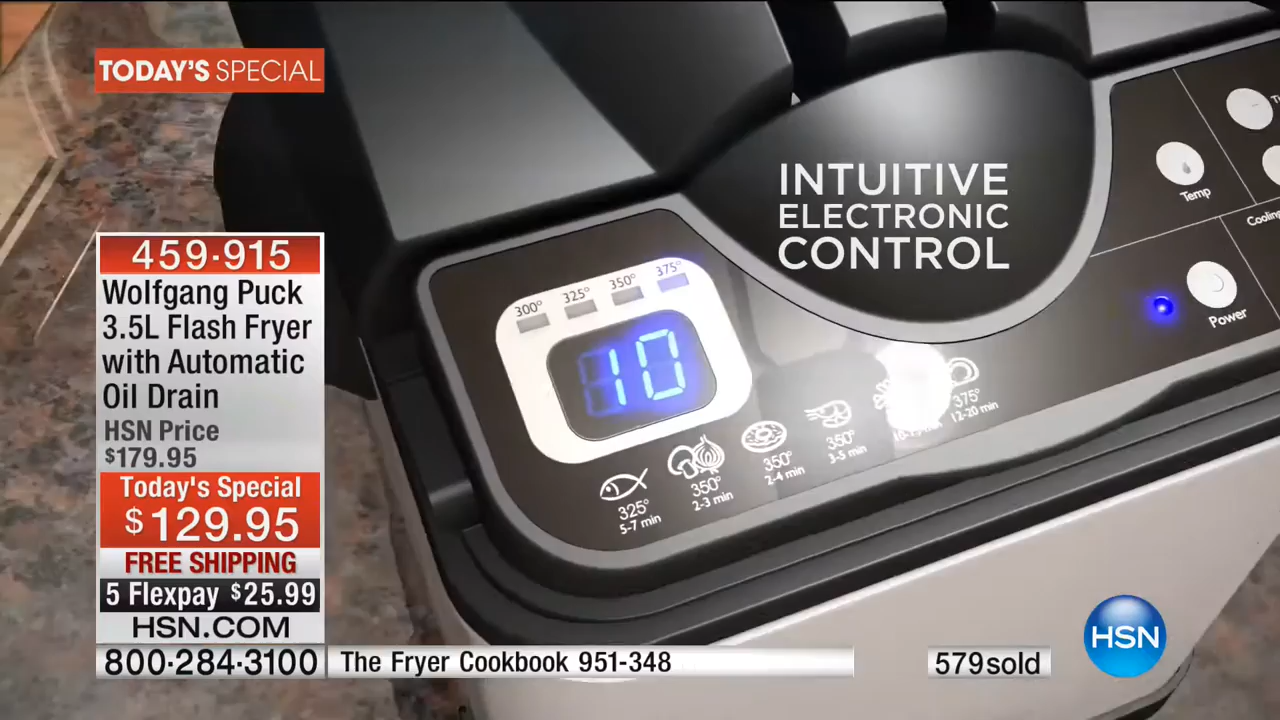 TODAY'S SPECIAL
459·915
Wolfgang Puck
3.5L Flash Fryer
with Automatic
Oil Drain
HSN Price
$179.95
Today's Special
$129.95
FREE SHIPPING
5 Flexpay $25.99
HSN.COM
800·284·3100
The Fryer Cookbook 951-348
579 sold
HSN
INTUITIVE
ELECTRONIC
CONTROL
300° 325° 350° 375°
10
325°
5-7 min
350°
2-3 min
350°
2-4 min
350°
3-5 min
375°
12-20 min
Temp
Power